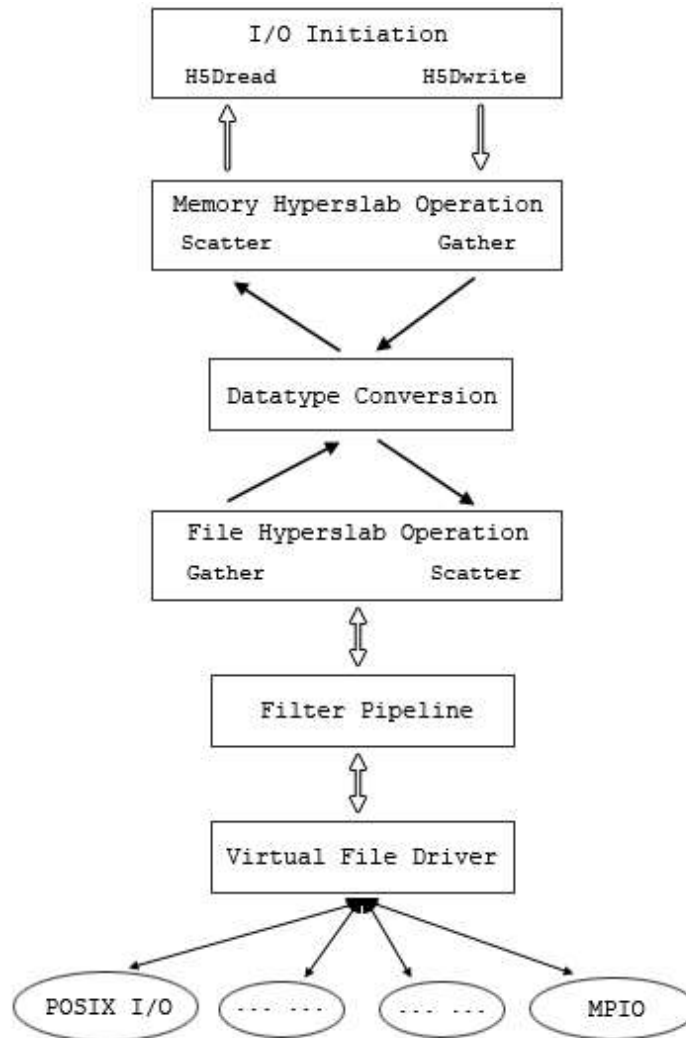 I/O Initiation
H5Dread H5Dwrite
Memory Hyperslab Operation
Scatter Gather
Datatype Conversion
File Hyperslab Operation
Gather Scatter
Filter Pipeline
Virtual File Driver
POSIX I/O --- --- --- --- MPIO